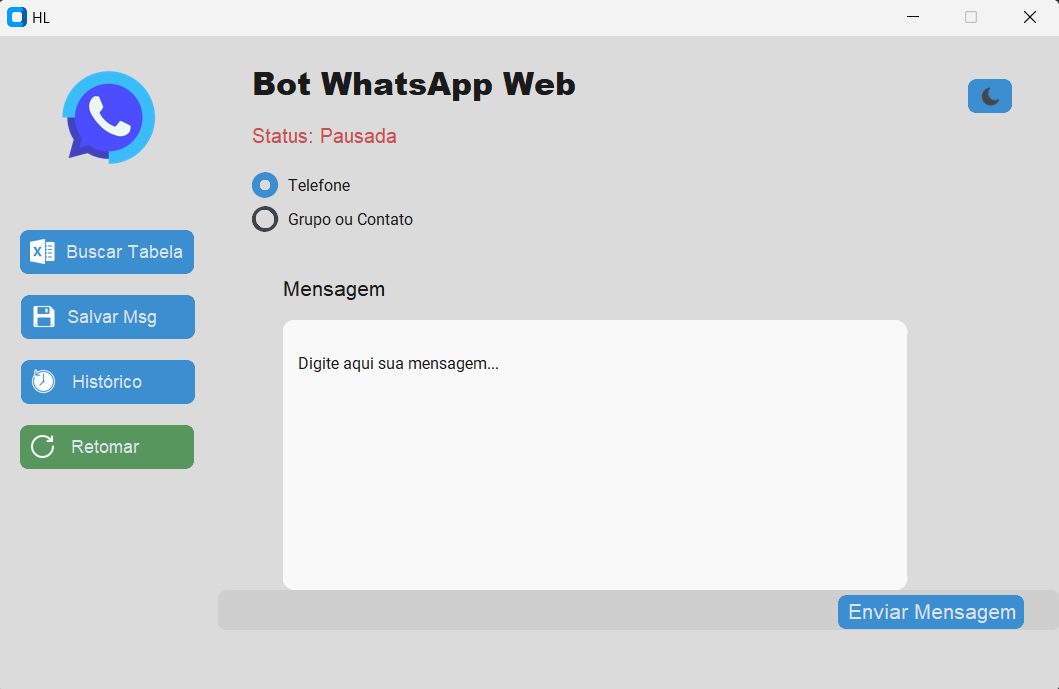 HL
Bot WhatsApp Web
Status: Pausada
Telefone
Grupo ou Contato
Buscar Tabela
Salvar Msg
Histórico
Retomar
Mensagem
Digite aqui sua mensagem...
Enviar Mensagem